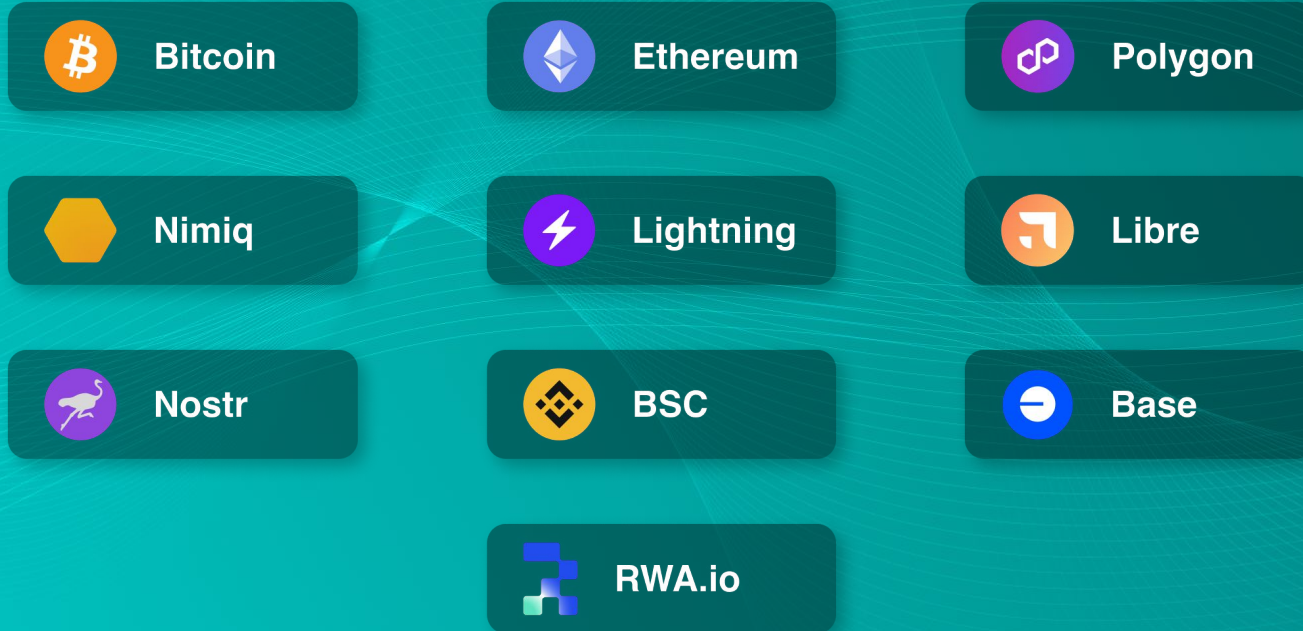 Bitcoin
Ethereum
Polygon
Nimiq
Lightning
Libre
Nostr
BSC
Base
RWA.io